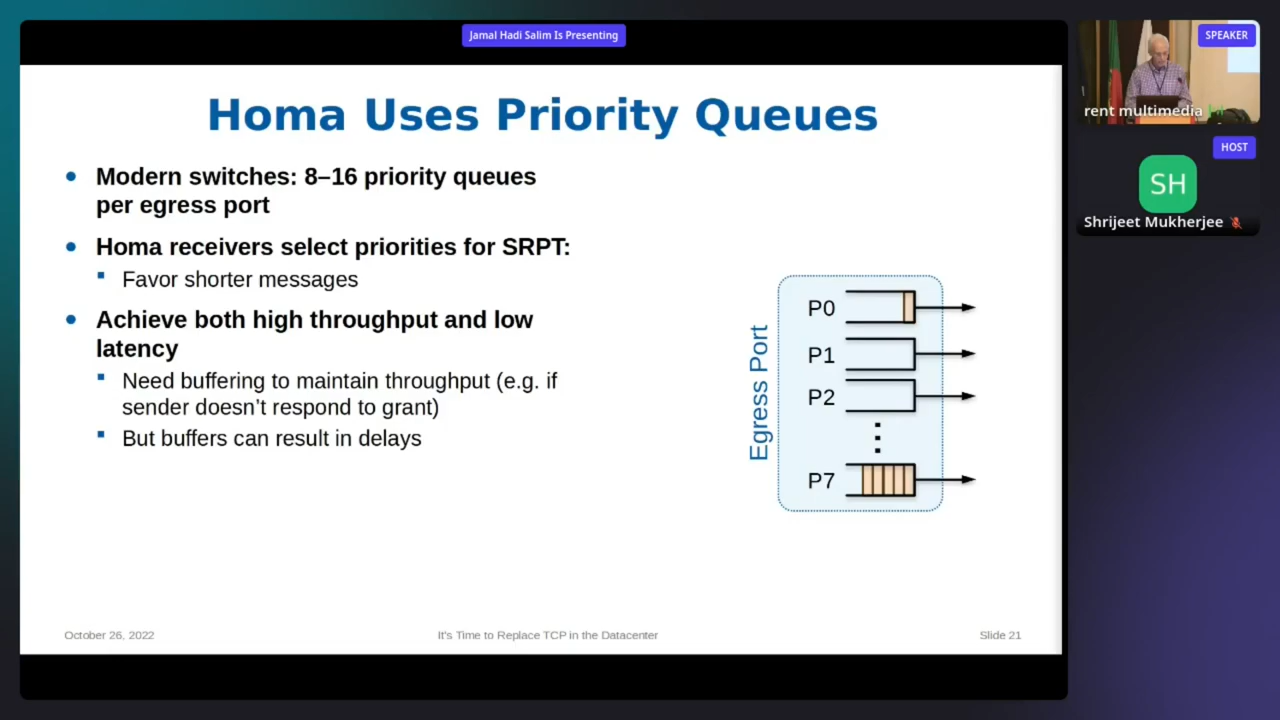 Jamal Hadi Salim Is Presenting
Homa Uses Priority Queues
Modern switches: 8–16 priority queues
per egress port
Homa receivers select priorities for SRPT:
Favor shorter messages
Achieve both high throughput and low
latency
Need buffering to maintain throughput (e.g. if
sender doesn’t respond to grant)
But buffers can result in delays
Egress Port
P0
P1
P2
P7
October 26, 2022
It's Time to Replace TCP in the Datacenter
Slide 21
SPEAKER
rent multimedia
HOST
SH
Shrijeet Mukherjee